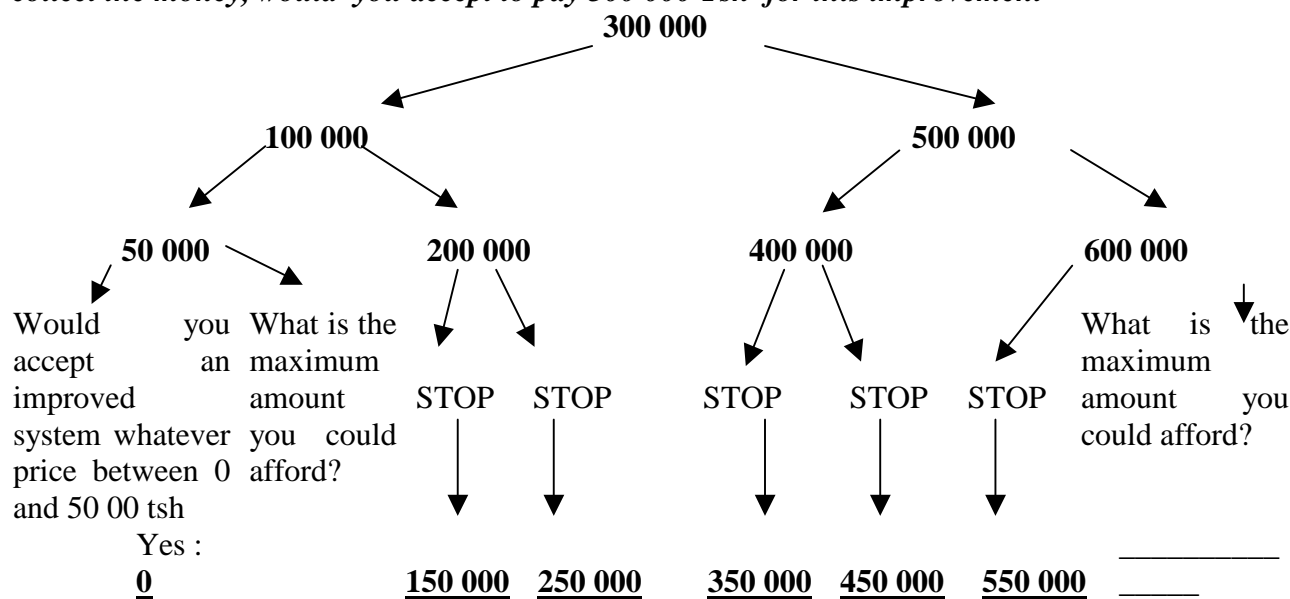 collect the money, would you accept to pay 300 000 Tsh for this improvement
300 000
100 000
500 000
50 000
200 000
400 000
600 000
Would you
accept an
improved
system whatever
price between 0
and 50 00 tsh
What is the
maximum
amount
you could
afford?
STOP
STOP
STOP
STOP
STOP
What is the
maximum
amount you
could afford?
Yes :
0
150 000
250 000
350 000
450 000
550 000